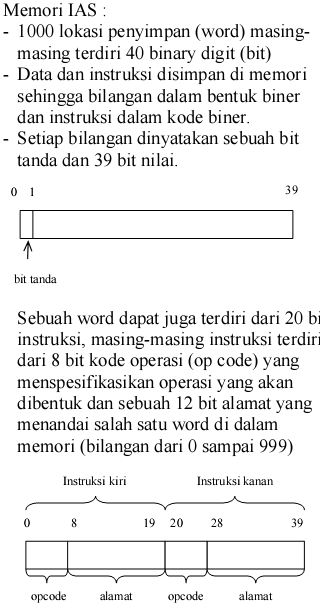 Memori IAS :
- 1000 lokasi penyimpan (word) masing-
masing terdiri 40 binary digit (bit)
- Data dan instruksi disimpan di memori
sehingga bilangan dalam bentuk biner
dan instruksi dalam kode biner.
- Setiap bilangan dinyatakan sebuah bit
tanda dan 39 bit nilai.
0 1 39
bit tanda
Sebuah word dapat juga terdiri dari 20 bi
instruksi, masing-masing instruksi terdiri
dari 8 bit kode operasi (op code) yang
menspesifikasikan operasi yang akan
dibentuk dan sebuah 12 bit alamat yang
menandai salah satu word di dalam
memori (bilangan dari 0 sampai 999)
Instruksi kiri Instruksi kanan
0 8 19 20 28 39
opcode alamat opcode alamat